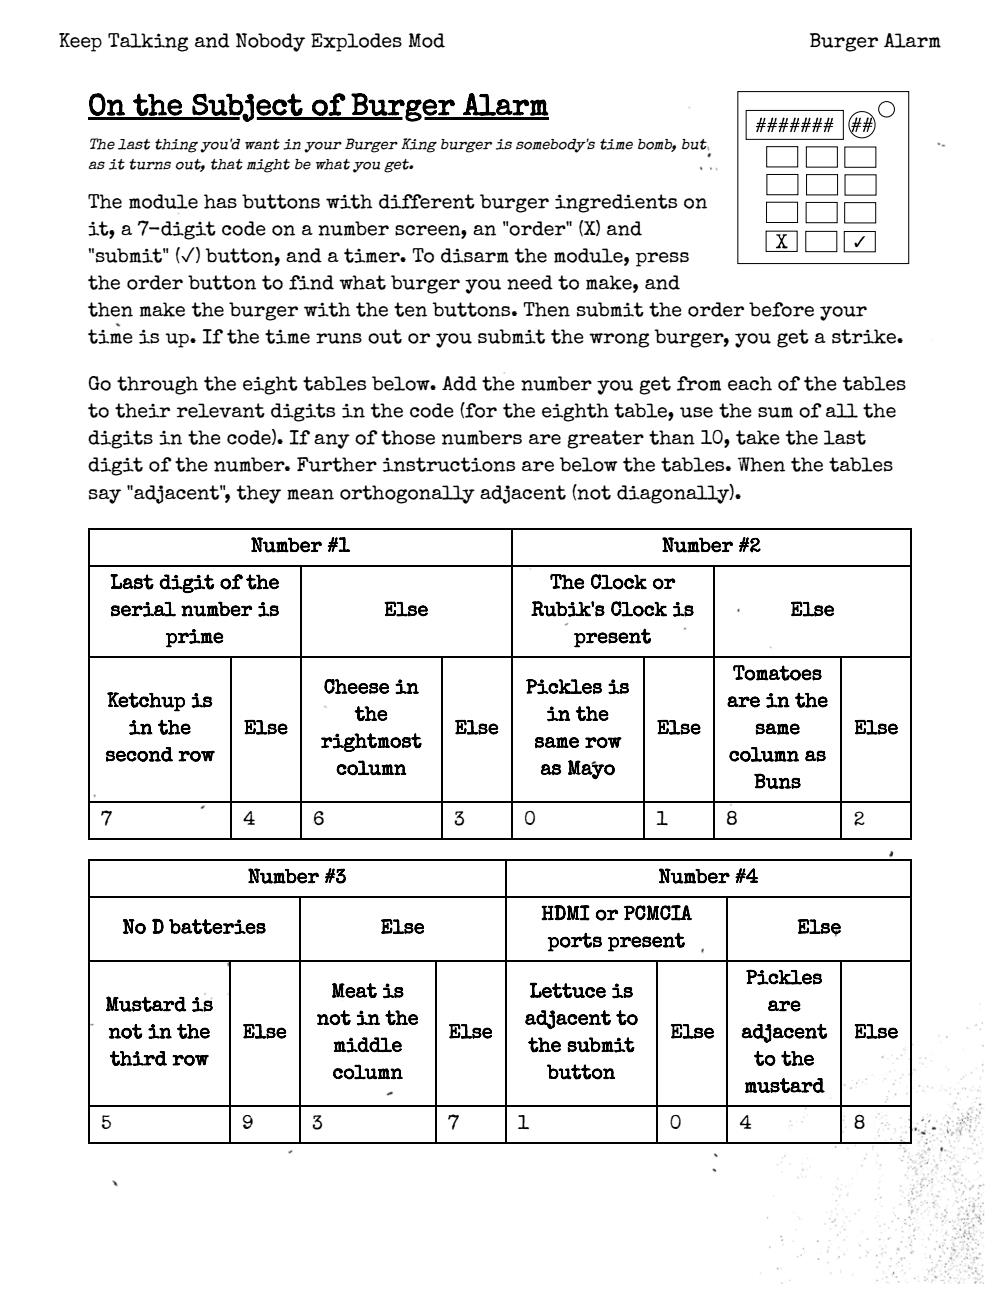 Keep Talking and Nobody Explodes Mod
Burger Alarm
On the Subject of Burger Alarm
The last thing you'd want in your Burger King burger is somebody's time bomb, but,
as it turns out, that might be what you get.
#######
##
X
✓
The module has buttons with different burger ingredients on
it, a 7-digit code on a number screen, an "order" (X) and
"submit" (✓) button, and a timer. To disarm the module, press
the order button to find what burger you need to make, and
then make the burger with the ten buttons. Then submit the order before your
time is up. If the time runs out or you submit the wrong burger, you get a strike.
Go through the eight tables below. Add the number you get from each of the tables
to their relevant digits in the code (for the eighth table, use the sum of all the
digits in the code). If any of those numbers are greater than 10, take the last
digit of the number. Further instructions are below the tables. When the tables
say "adjacent", they mean orthogonally adjacent (not diagonally).
Number #1
Number #2
Last digit of the
serial number is
prime
Else
The Clock or
Rubik's Clock is
present
Else
Ketchup is
in the
second row
Else
Cheese in
the
rightmost
column
Else
Pickles is
in the
same row
as Mayo
Else
Tomatoes
are in the
same
column as
Buns
Else
7
4
6
3
0
1
8
2
Number #3
Number #4
No D batteries
Else
HDMI or PCMCIA
ports present
Else
Mustard is
not in the
third row
Else
Meat is
not in the
middle
column
Else
Lettuce is
adjacent to
the submit
button
Else
Pickles
are
adjacent
to the
mustard
Else
5
9
3
7
1
0
4
8